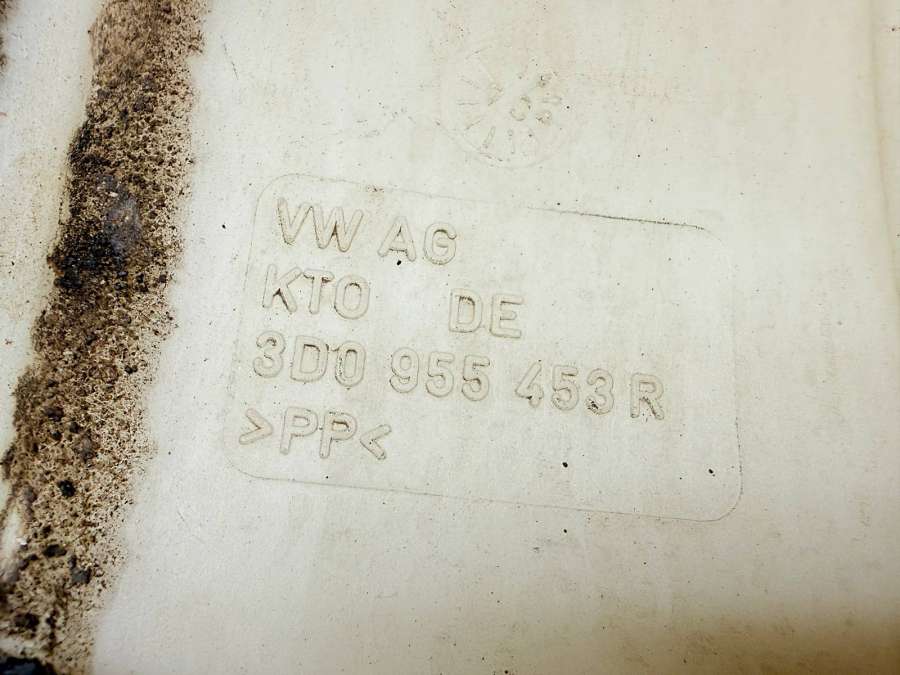 VW AG
KTO DE
3D0 955 453 R
>PP<